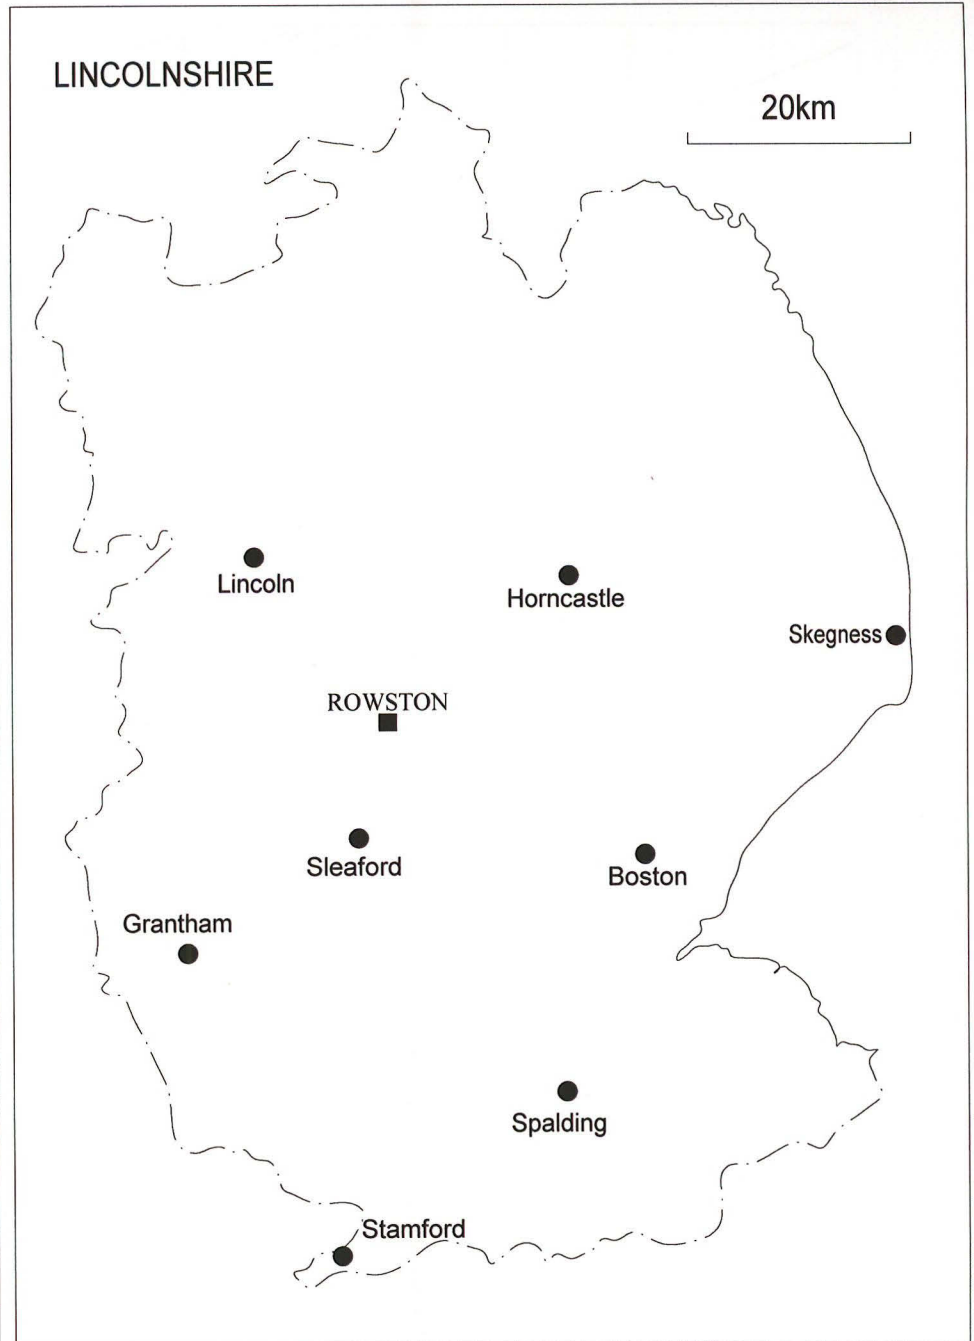 LINCOLNSHIRE
20km
Lincoln
Horncastle
Skegness
ROWSTON
Sleaford
Boston
Grantham
Spalding
Stamford